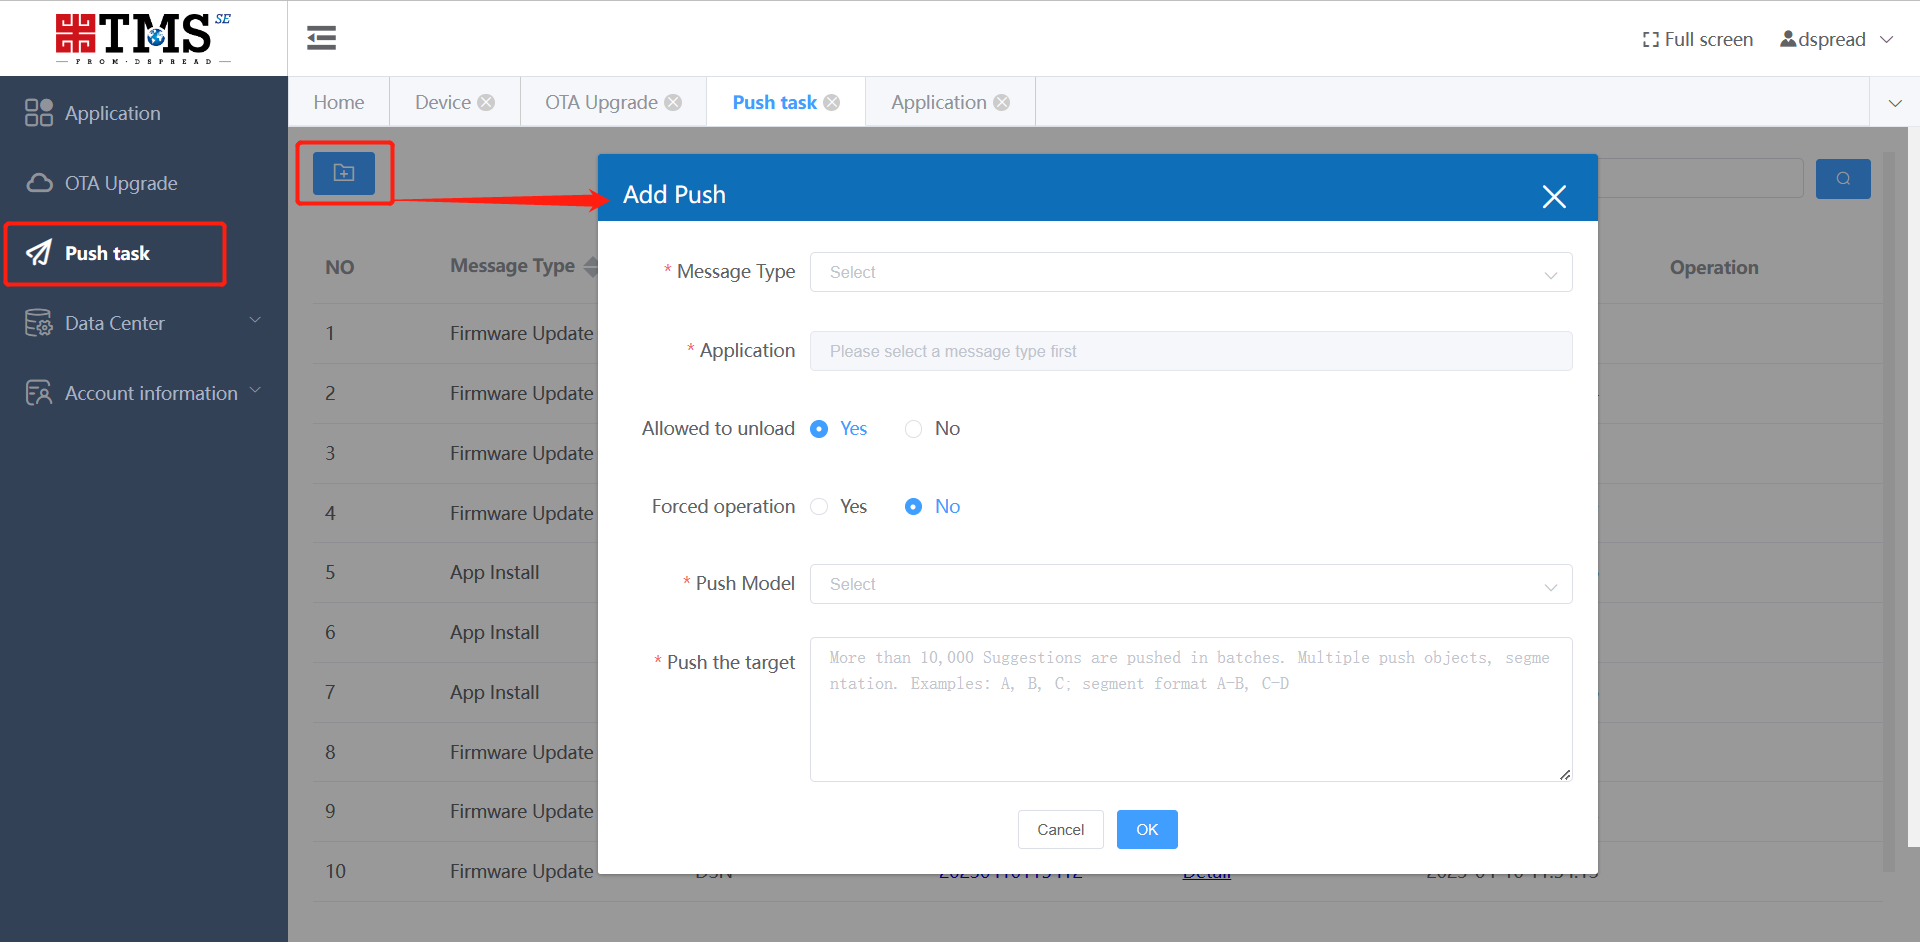 TMS SE
FROM·DSPREAD
Full screen
dspread
Application
OTA Upgrade
Push task
Data Center
Account information
Home
Device
OTA Upgrade
Push task
Application
NO
Message Type
Operation
1
Firmware Update
2
Firmware Update
3
Firmware Update
4
Firmware Update
5
App Install
6
App Install
7
App Install
8
Firmware Update
9
Firmware Update
10
Firmware Update
DSN
Detail
Add Push
* Message Type
Select
* Application
Please select a message type first
Allowed to unload
Yes
No
Forced operation
Yes
No
* Push Model
Select
* Push the target
More than 10,000 Suggestions are pushed in batches. Multiple push objects, segme
ntation. Examples: A, B, C; segment format A-B, C-D
Cancel
OK